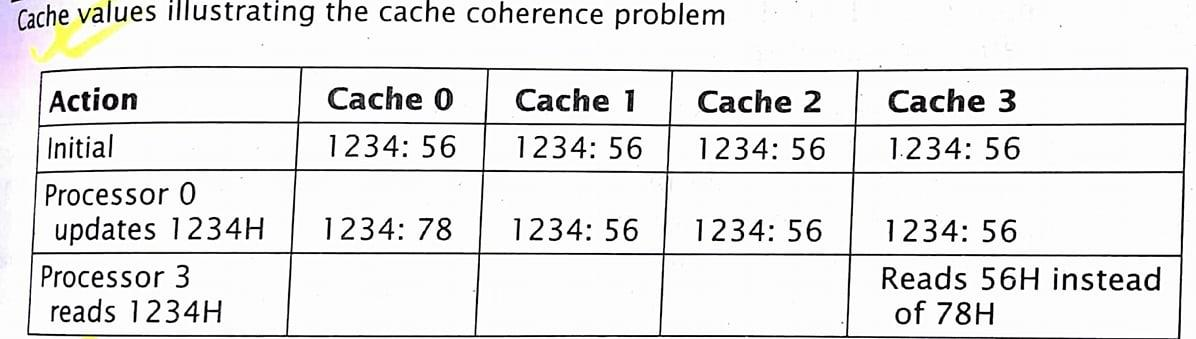 Cache values illustrating the cache coherence problem
Action Cache 0 Cache 1 Cache 2 Cache 3
Initial 1234: 56 1234: 56 1234: 56 1234: 56
Processor 0
updates 1234H 1234: 78 1234: 56 1234: 56 1234: 56
Processor 3 Reads 56H instead
reads 1234H of 78H